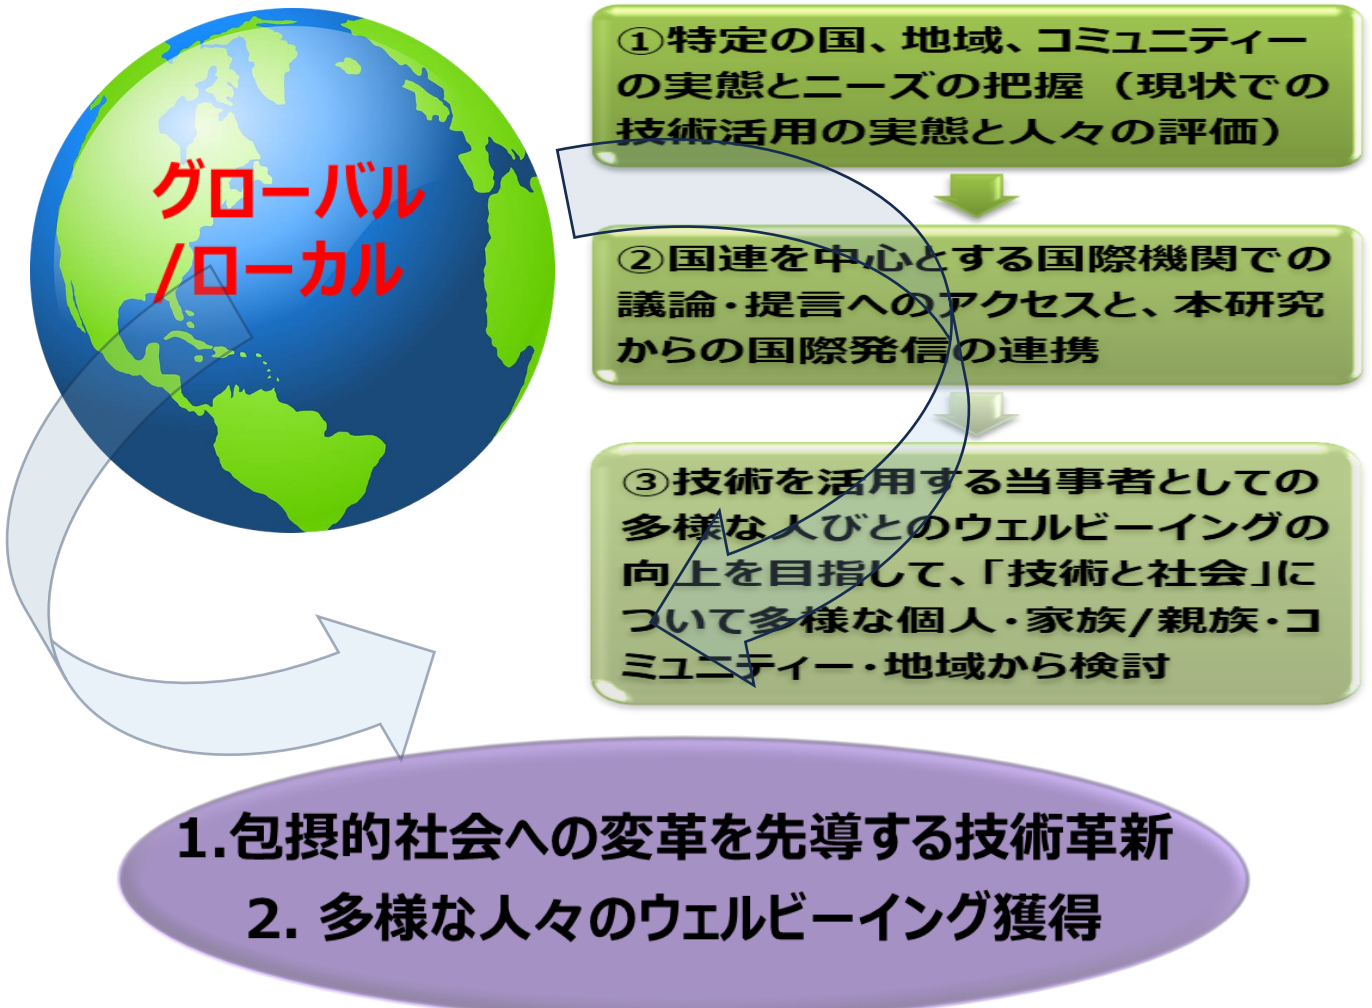 グローバル
/ローカル
①特定の国、地域、コミュニティー
の実態とニーズの把握（現状での
技術活用の実態と人々の評価）
②国連を中心とする国際機関での
議論・提言へのアクセスと、本研究
からの国際発信の連携
③技術を活用する当事者としての
多様な人びとのウェルビーイングの
向上を目指して、「技術と社会」に
ついて多様な個人・家族/親族・コ
ミュニティー・地域から検討
1.包摂的社会への変革を先導する技術革新
2. 多様な人々のウェルビーイング獲得